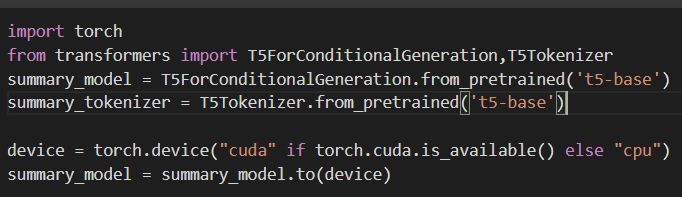 import torch
from transformers import T5ForConditionalGeneration,T5Tokenizer
summary_model = T5ForConditionalGeneration.from_pretrained('t5-base')
summary_tokenizer = T5Tokenizer.from_pretrained('t5-base')
device = torch.device("cuda" if torch.cuda.is_available() else "cpu")
summary_model = summary_model.to(device)